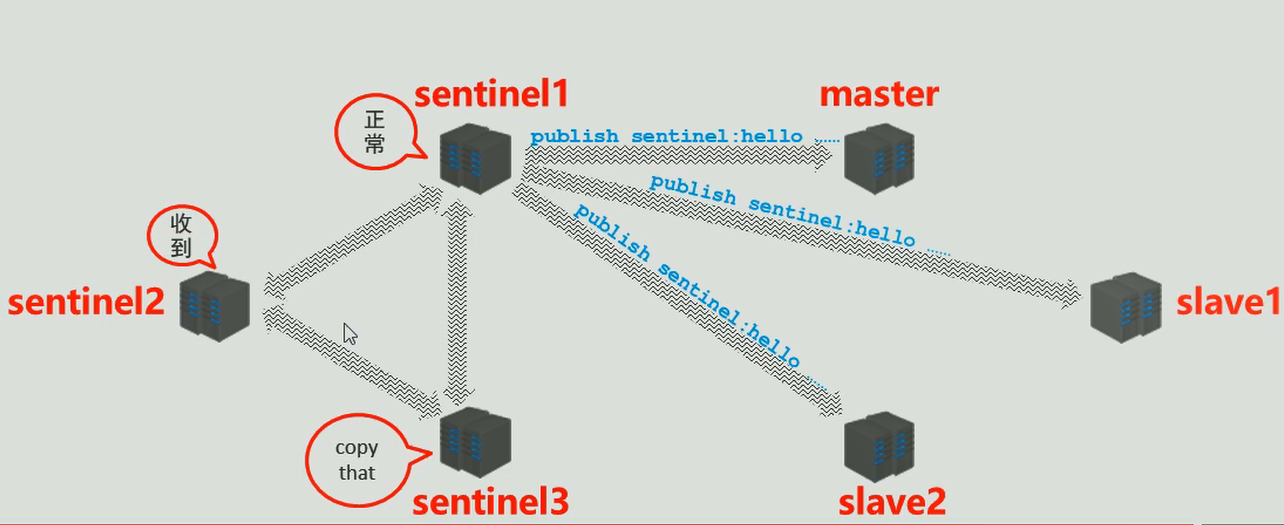 sentinel1
master
正
常
publish sentinel:hello ......
publish sentinel:hello ......
publish sentinel:hello ......
收
到
sentinel2
slave1
copy
that
sentinel3
slave2